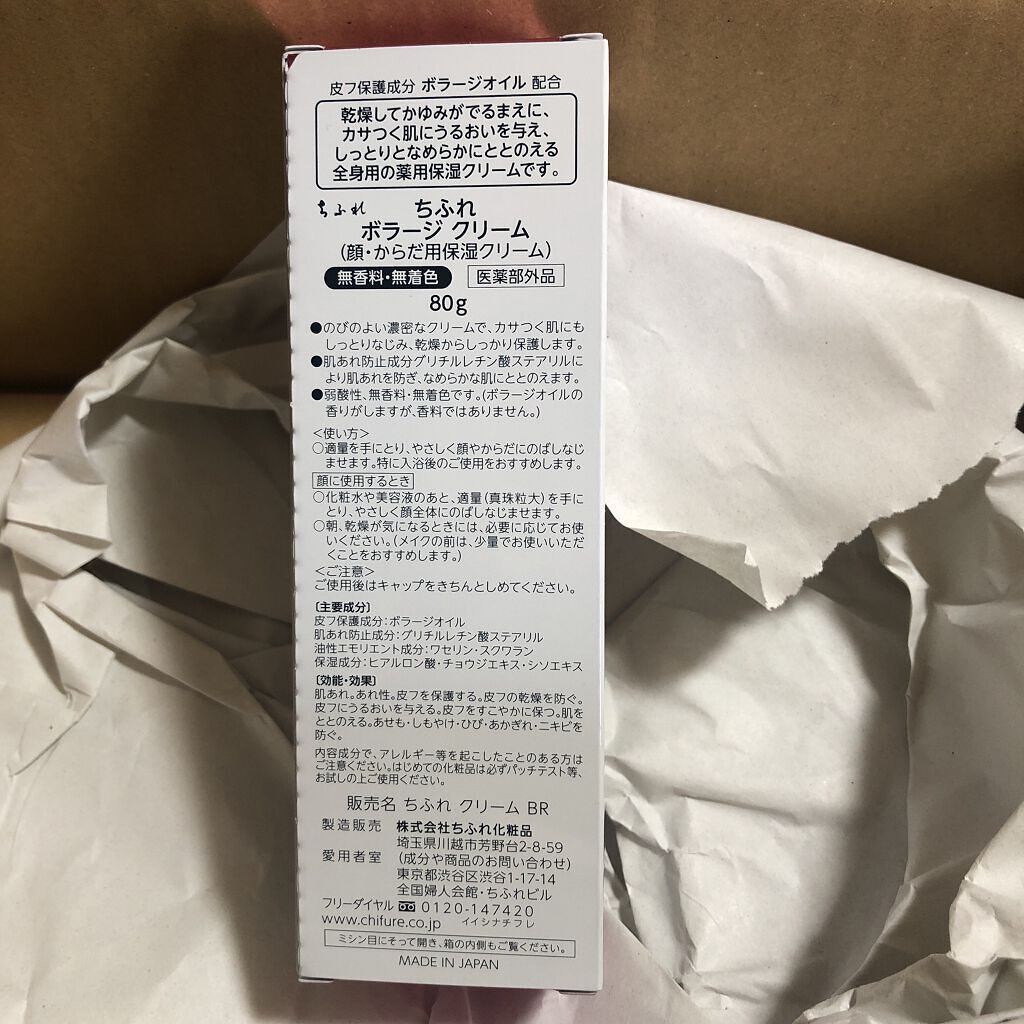 皮フ保護成分 ボラージオイル 配合
乾燥してかゆみがでるまえに、
カサつく肌にうるおいを与え、
しっとりとなめらかにととのえる
全身用の薬用保湿クリームです。
ちふれ ちふれ
ボラージ クリーム
(顔・からだ用保湿クリーム)
無香料・無着色 医薬部外品
80g
●のびのよい濃密なクリームで、カサつく肌にも
しっとりなじみ、乾燥からしっかり保護します。
●肌あれ防止成分グリチルレチン酸ステアリルに
より肌あれを防ぎ、なめらかな肌にととのえます。
●弱酸性、無香料・無着色です。(ボラージオイルの
香りがしますが、香料ではありません。)
<使い方>
○適量を手にとり、やさしく顔やからだにのばしなじ
ませます。特に入浴後のご使用をおすすめします。
顔に使用するとき
○化粧水や美容液のあと、適量(真珠粒大)を手に
とり、やさしく顔全体にのばしなじませます。
○朝、乾燥が気になるときには、必要に応じてお使
いください。(メイクの前は、少量でお使いいただ
くことをおすすめします。)
<ご注意>
ご使用後はキャップをきちんとしめてください。
〔主要成分〕
皮フ保護成分:ボラージオイル
肌あれ防止成分:グリチルレチン酸ステアリル
油性エモリエント成分:ワセリン・スクワラン
保湿成分:ヒアルロン酸・チョウジエキス・シソエキス
〔効能・効果〕
肌あれ。あれ性。皮フを保護する。皮フの乾燥を防ぐ。
皮フにうるおいを与える。皮フをすこやかに保つ。肌を
ととのえる。あせも・しもやけ・ひび・あかぎれ・ニキビを
防ぐ。
内容成分で、アレルギー等を起こしたことのある方は
ご注意ください。はじめての化粧品は必ずパッチテスト等、
お試しの上ご使用ください。
販売名 ちふれ クリーム BR
製造販売 株式会社ちふれ化粧品
埼玉県川越市芳野台2-8-59
愛用者室 (成分や商品のお問い合わせ)
東京都渋谷区渋谷1-17-14
全国婦人会館・ちふれビル
フリーダイヤル 0120-147420
www.chifure.co.jp イイシナチフレ
ミシン目にそって開き、箱の内側もご覧ください。
MADE IN JAPAN